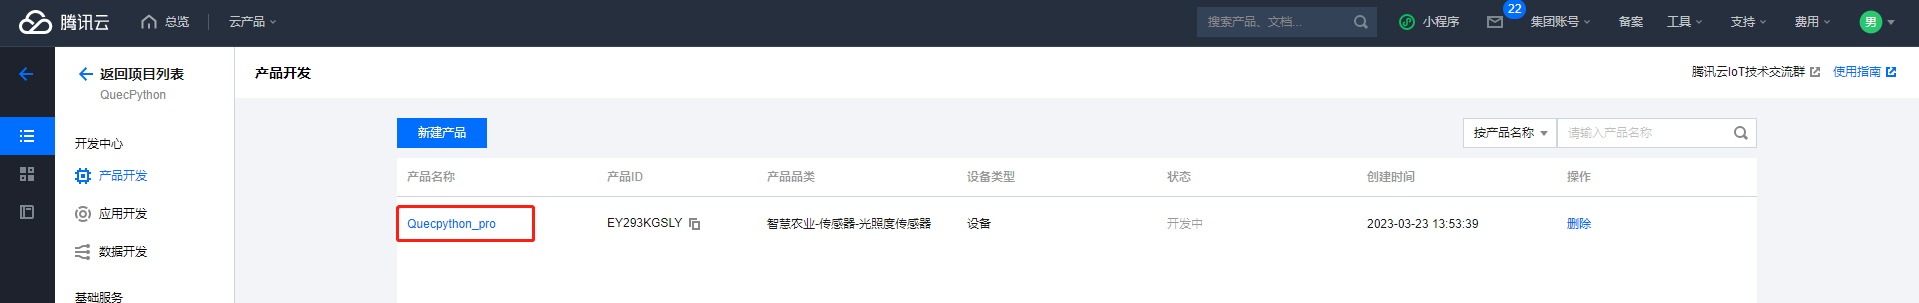 腾讯云 总览 云产品 搜索产品、文档... 小程序 22 集团账号 备案 工具 支持 费用 男
返回项目列表
QuecPython
产品开发 腾讯云IoT技术交流群 使用指南
开发中心
产品开发
应用开发
数据开发
基础服务
新建产品 按产品名称 请输入产品名称
产品名称 产品ID 产品品类 设备类型 状态 创建时间 操作
Quecpython_pro EY293KGSLY 智慧农业-传感器-光照度传感器 设备 开发中 2023-03-23 13:53:39 删除